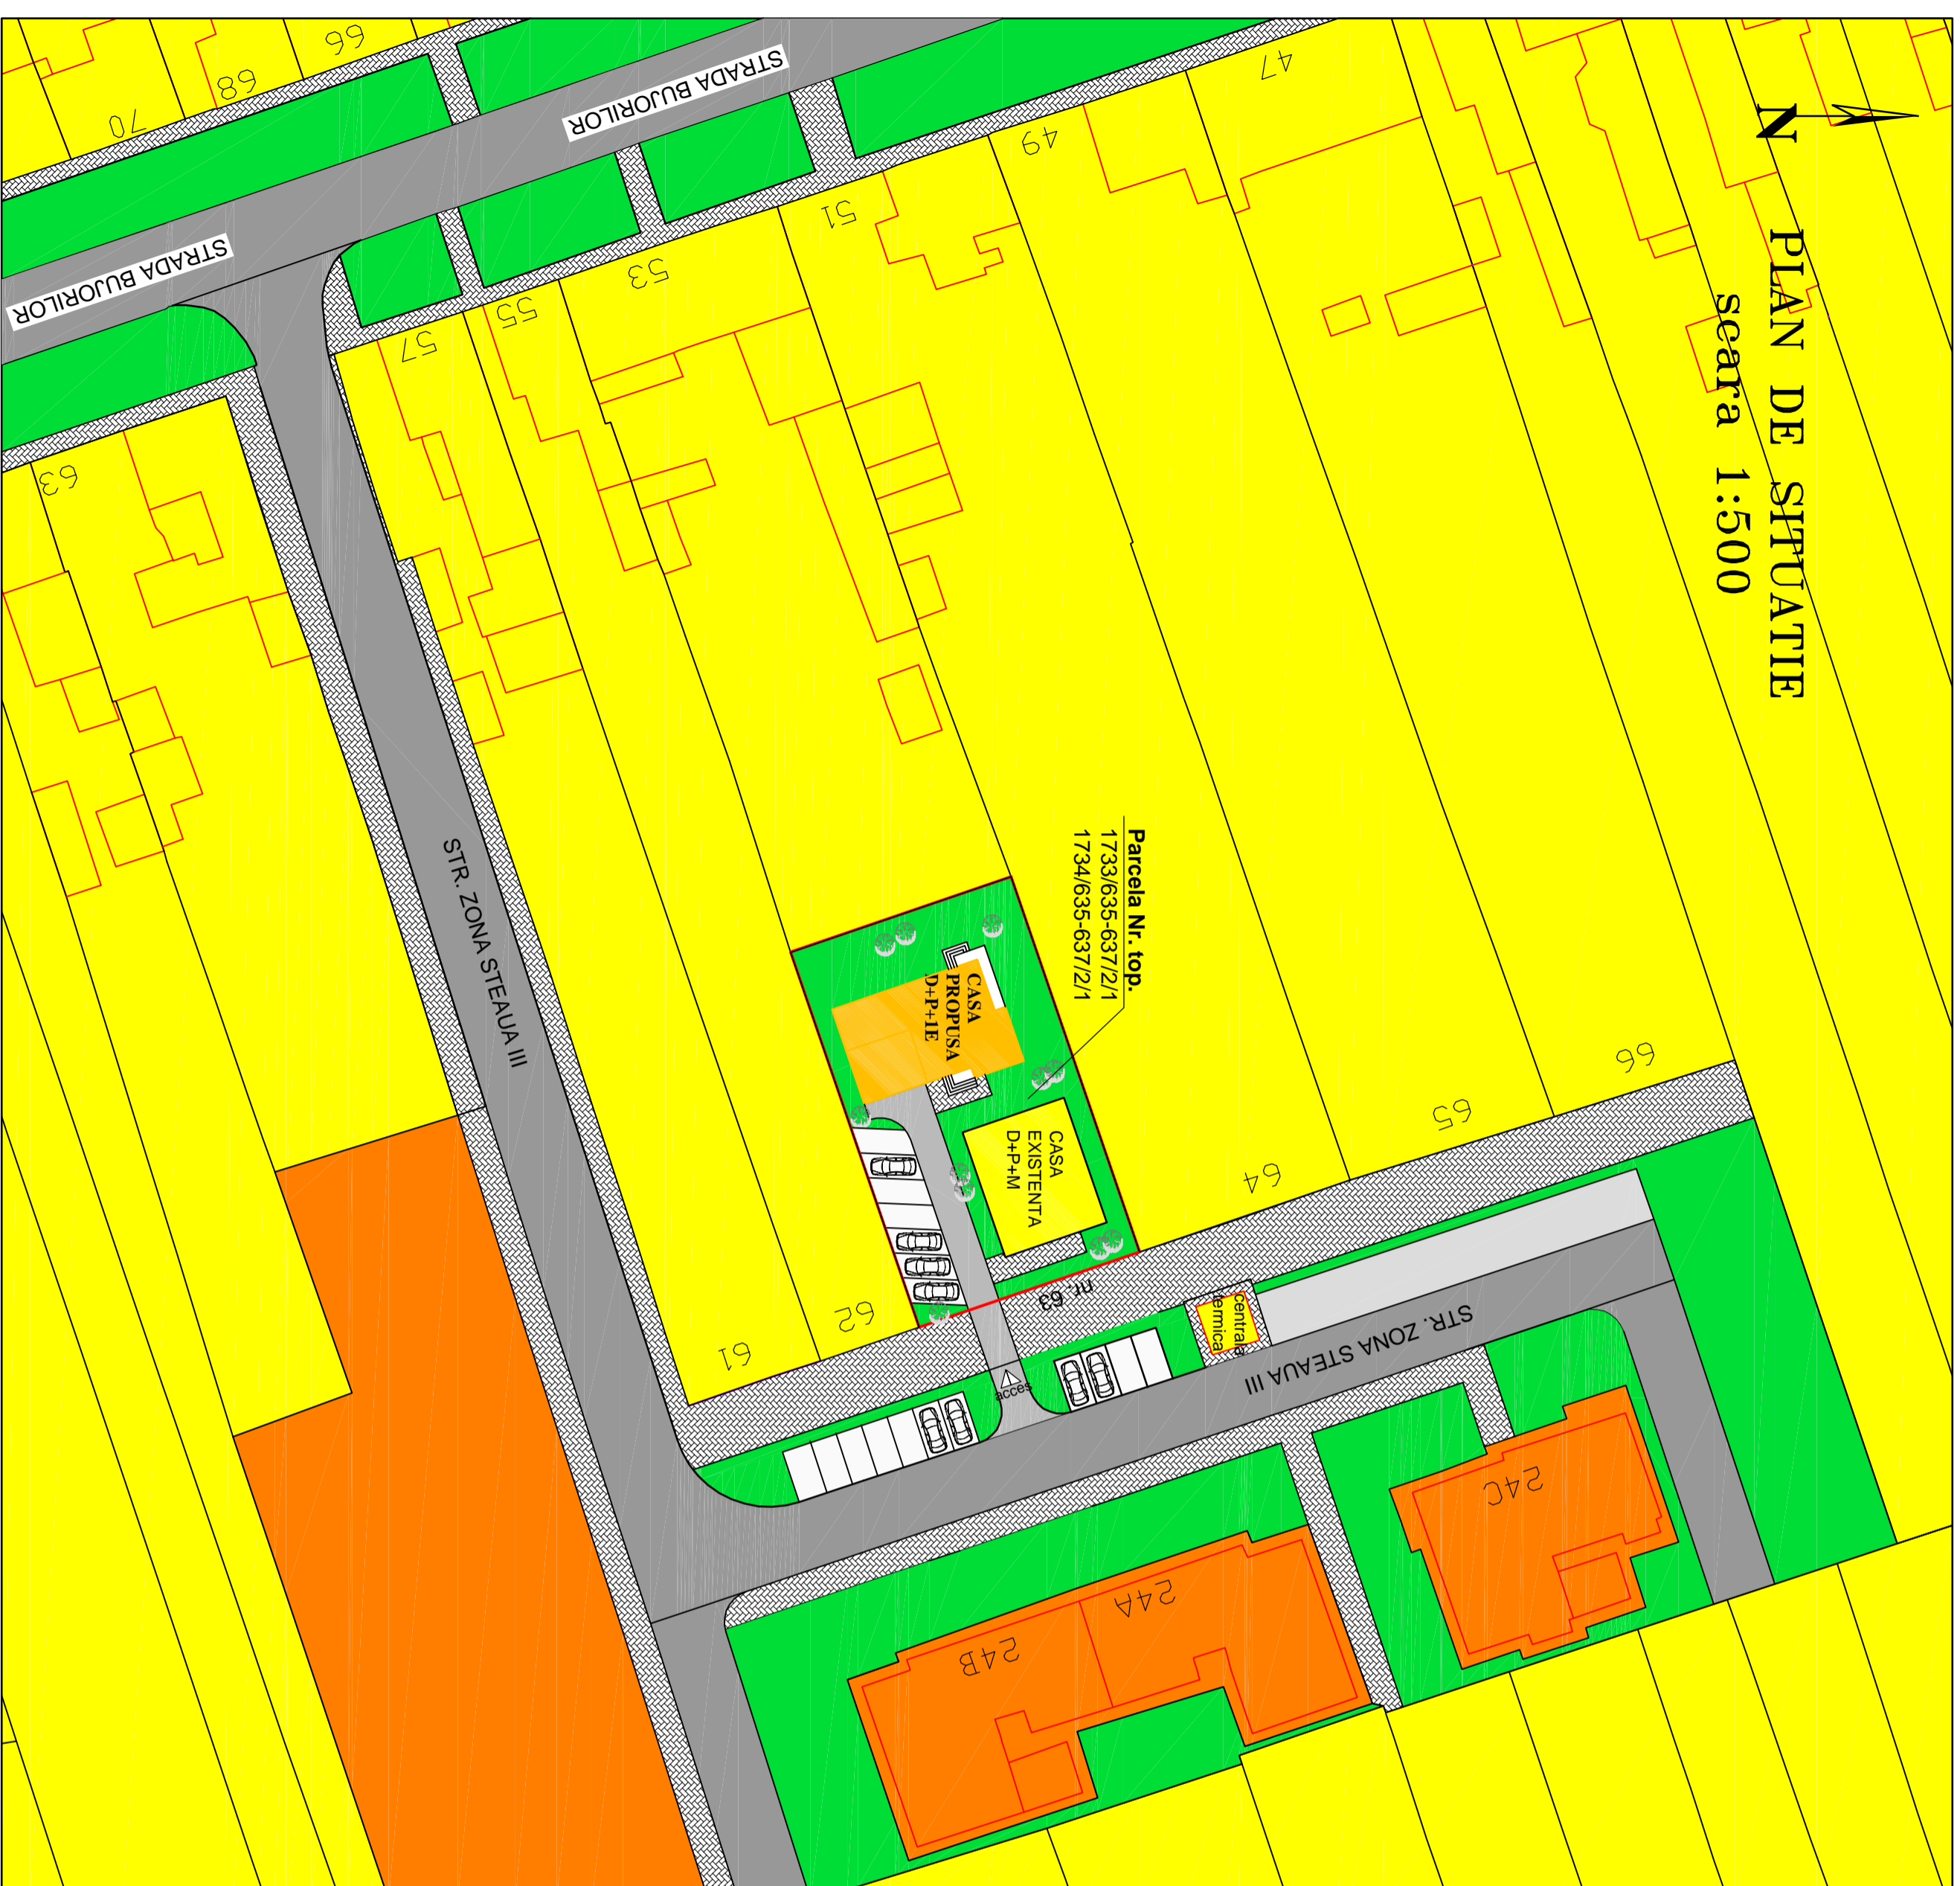 PLAN DE SITUATIE
scara 1:500
N
STRADA BUJORILOR
STRADA BUJORILOR
66
68
70
47
49
51
53
55
57
63
STR. ZONA STEAUA III
Parcela Nr. top.
1733/635-637/2/1
1734/635-637/2/1
CASA
PROPUSA
D+P+1E
CASA
EXISTENTA
D+P+M
66
65
64
nr. 63
62
61
acces
centrala
termica
STR. ZONA STEAUA III
24C
24A
24B